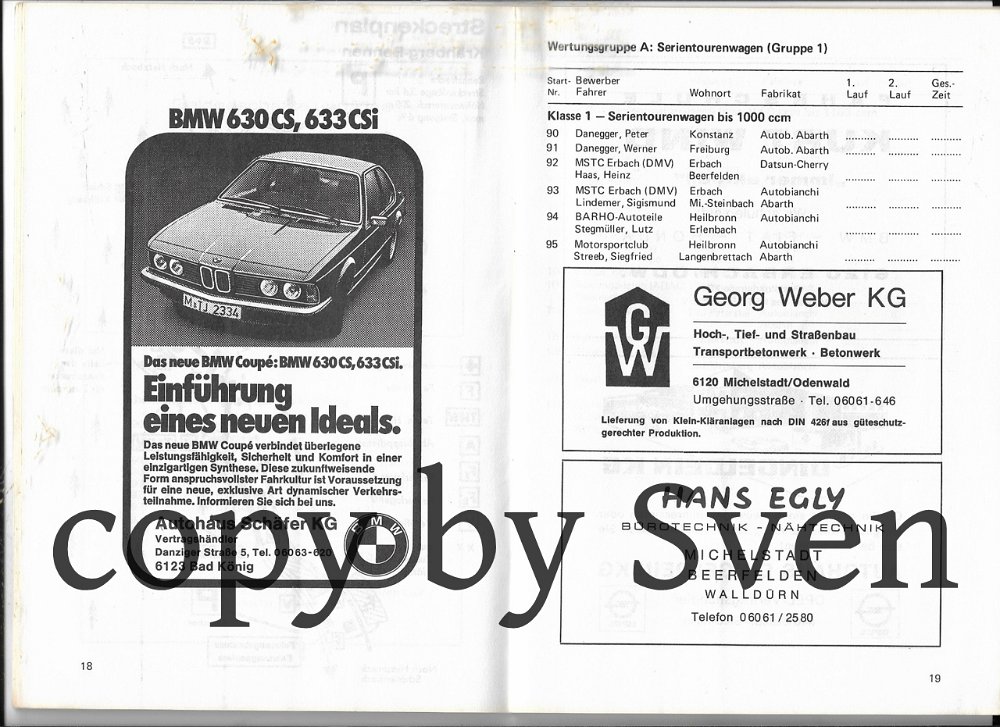 BMW 630 CS, 633 CSi
M·TJ 2334
Das neue BMW Coupé: BMW 630 CS, 633 CSi.
Einführung
eines neuen Ideals.
Das neue BMW Coupé verbindet überlegene
Leistungsfähigkeit, Sicherheit und Komfort in einer
einzigartigen Synthese. Diese zukunftweisende
Form anspruchsvollster Fahrkultur ist Voraussetzung
für eine neue, exklusive Art dynamischer Verkehrs-
teilnahme. Informieren Sie sich bei uns.
Autohaus Schäfer KG
Vertragshändler
Danziger Straße 5, Tel. 06063-620
6123 Bad König
BMW
18
Wertungsgruppe A: Serientourenwagen (Gruppe 1)
Start- Bewerber 1. 2. Ges.-
Nr. Fahrer Wohnort Fabrikat Lauf Lauf Zeit
Klasse 1 — Serientourenwagen bis 1000 ccm
90 Danegger, Peter Konstanz Autob. Abarth
91 Danegger, Werner Freiburg Autob. Abarth
92 MSTC Erbach (DMV) Erbach Datsun-Cherry
Haas, Heinz Beerfelden
93 MSTC Erbach (DMV) Erbach Autobianchi
Lindemer, Sigismund Mi.-Steinbach Abarth
94 BARHO-Autoteile Heilbronn Autobianchi
Stegmüller, Lutz Erlenbach
95 Motorsportclub Heilbronn Autobianchi
Streeb, Siegfried Langenbrettach Abarth
GW
Georg Weber KG
Hoch-, Tief- und Straßenbau
Transportbetonwerk · Betonwerk
6120 Michelstadt/Odenwald
Umgehungsstraße · Tel. 06061-646
Lieferung von Klein-Kläranlagen nach DIN 426f aus güteschutz-
gerechter Produktion.
HANS EGLY
BÜROTECHNIK - NÄHTECHNIK
MICHELSTADT
BEERFELDEN
WALLDÜRN
Telefon 06061/2580
19
copy by Sven